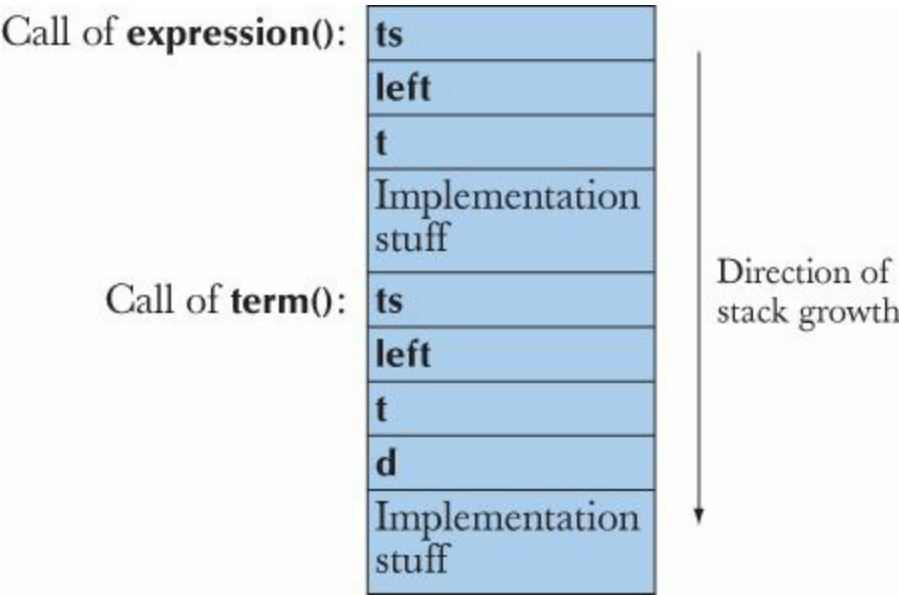 Call of expression():
ts
left
t
Implementation
stuff
Call of term():
ts
left
t
d
Implementation
stuff
Direction of
stack growth